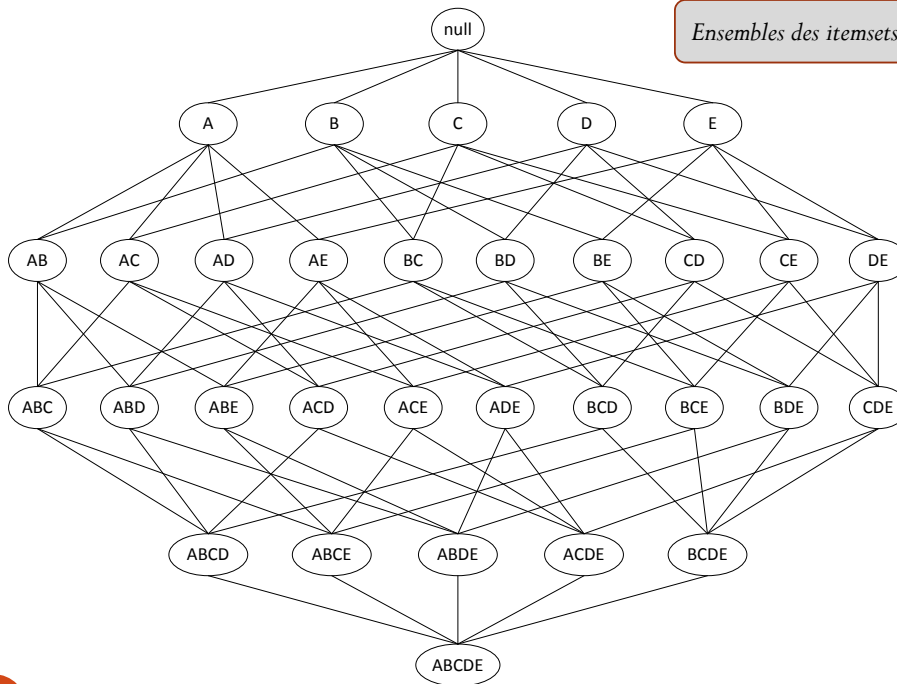 null
Ensembles des itemsets
A B C D E
AB AC AD AE BC BD BE CD CE DE
ABC ABD ABE ACD ACE ADE BCD BCE BDE CDE
ABCD ABCE ABDE ACDE BCDE
ABCDE